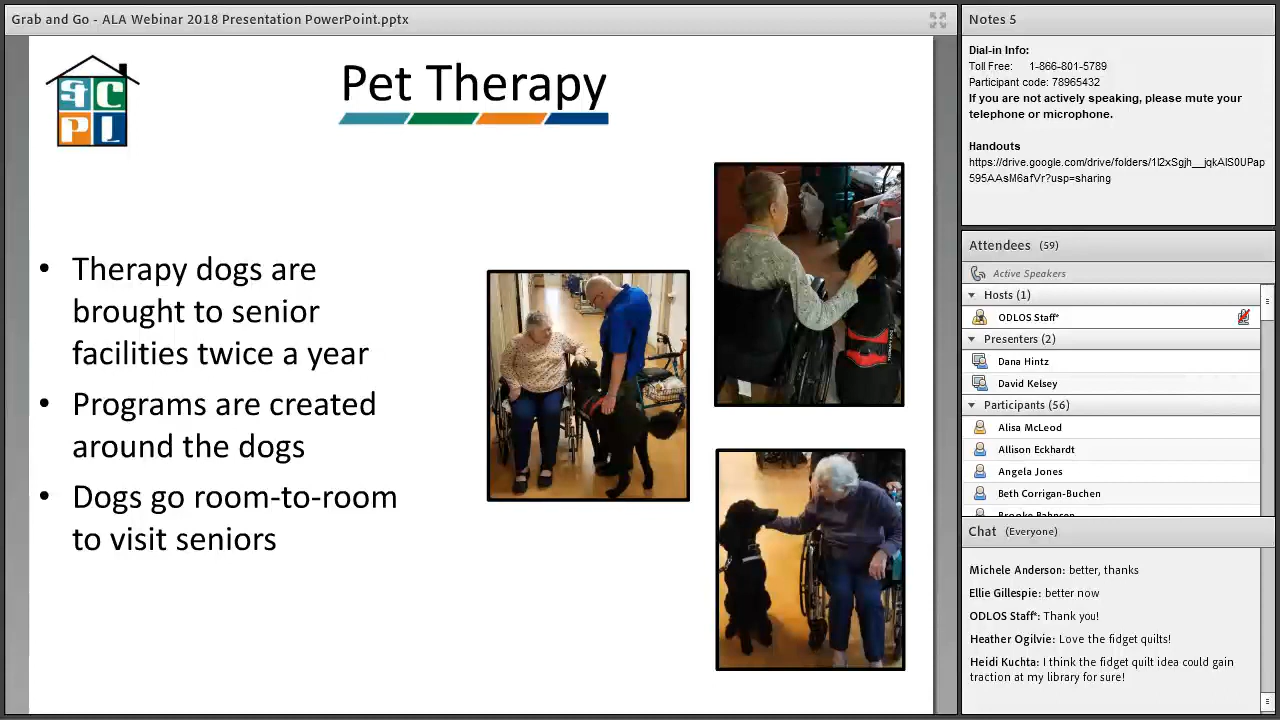 Grab and Go - ALA Webinar 2018 Presentation PowerPoint.pptx
GCPL
Pet Therapy
• Therapy dogs are
brought to senior
facilities twice a year
• Programs are created
around the dogs
• Dogs go room-to-room
to visit seniors
Notes 5
Dial-in Info:
Toll Free: 1-866-801-5789
Participant code: 78965432
If you are not actively speaking, please mute your
telephone or microphone.
Handouts
https://drive.google.com/drive/folders/1I2xSgjh__jqkAIS0UPap
595AAsM6afVr?usp=sharing
Attendees (59)
Active Speakers
Hosts (1)
ODLOS Staff*
Presenters (2)
Dana Hintz
David Kelsey
Participants (56)
Alisa McLeod
Allison Eckhardt
Angela Jones
Beth Corrigan-Buchen
Brooke Bahnsen
Chat (Everyone)
Michele Anderson: better, thanks
Ellie Gillespie: better now
ODLOS Staff*: Thank you!
Heather Ogilvie: Love the fidget quilts!
Heidi Kuchta: I think the fidget quilt idea could gain
traction at my library for sure!